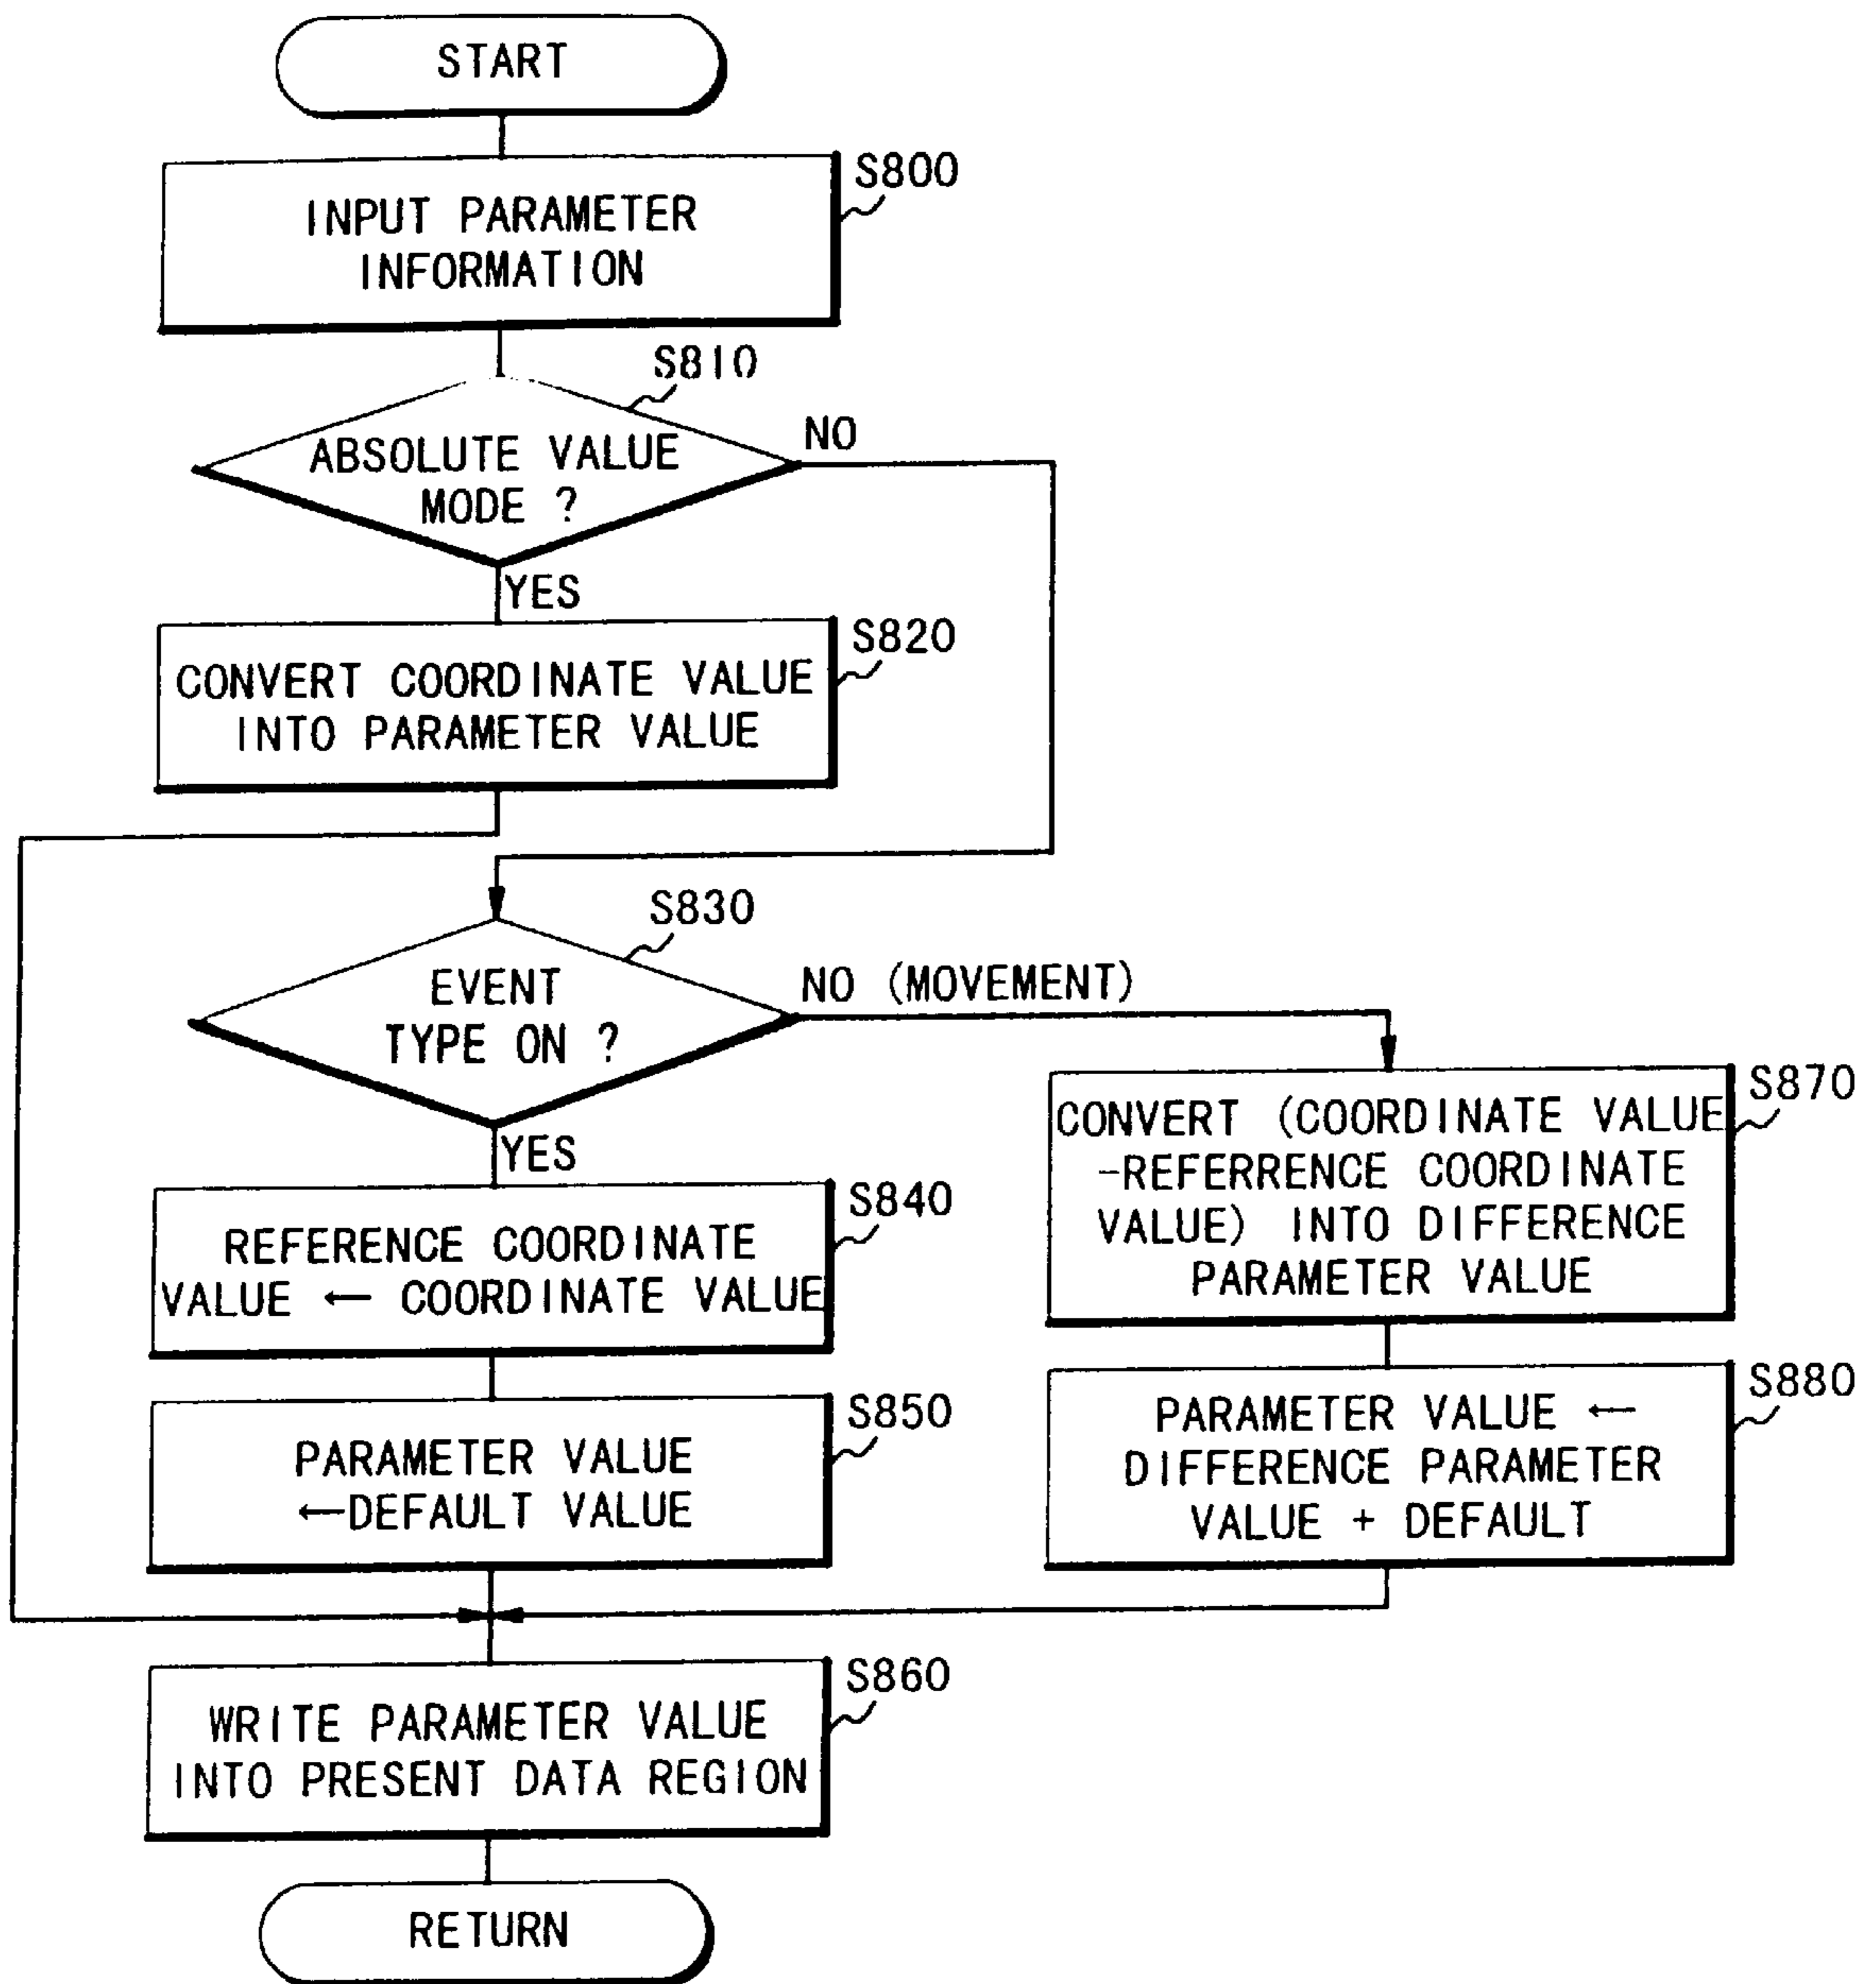 START
S800
INPUT PARAMETER
INFORMATION
S810
ABSOLUTE VALUE
MODE ?
NO
YES
S820
CONVERT COORDINATE VALUE
INTO PARAMETER VALUE
S830
EVENT
TYPE ON ?
NO (MOVEMENT)
YES
S840
REFERENCE COORDINATE
VALUE ← COORDINATE VALUE
S850
PARAMETER VALUE
←DEFAULT VALUE
S870
CONVERT (COORDINATE VALUE
-REFERRENCE COORDINATE
VALUE) INTO DIFFERENCE
PARAMETER VALUE
S880
PARAMETER VALUE ←
DIFFERENCE PARAMETER
VALUE + DEFAULT
S860
WRITE PARAMETER VALUE
INTO PRESENT DATA REGION
RETURN